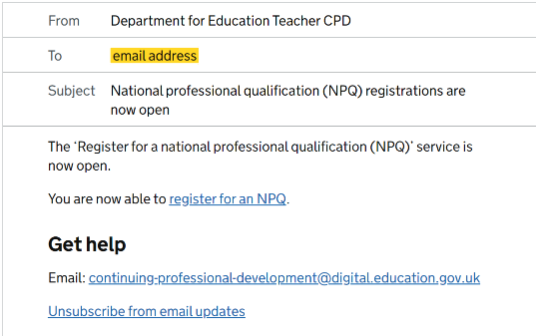 From Department for Education Teacher CPD
To email address
Subject National professional qualification (NPQ) registrations are
now open
The ‘Register for a national professional qualification (NPQ)’ service is
now open.
You are now able to register for an NPQ.
Get help
Email: continuing-professional-development@digital.education.gov.uk
Unsubscribe from email updates